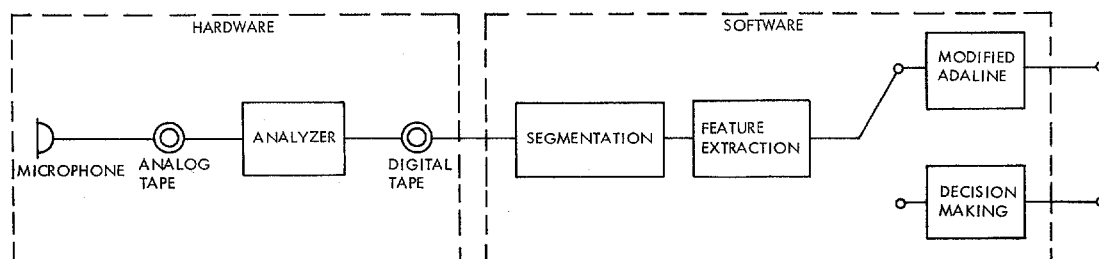 HARDWARE
SOFTWARE
MICROPHONE
ANALOG
TAPE
ANALYZER
DIGITAL
TAPE
SEGMENTATION
FEATURE
EXTRACTION
MODIFIED
ADALINE
DECISION
MAKING